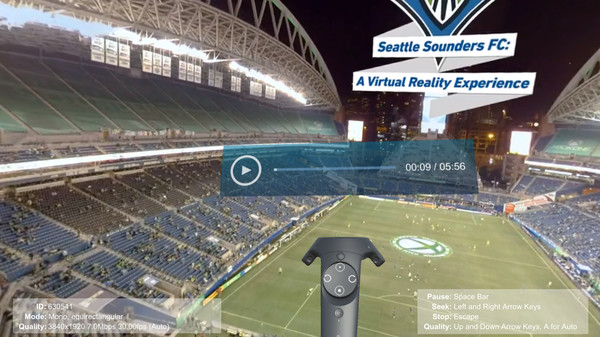 Seattle Sounders FC:
A Virtual Reality Experience
00:09 / 05:56
ID: 630541
Mode: Mono, equirectangular
Quality: 3840x1920 7.0Mbps 30.00fps (Auto)
Pause: Space Bar
Seek: Left and Right Arrow Keys
Stop: Escape
Quality: Up and Down Arrow Keys, A for Auto